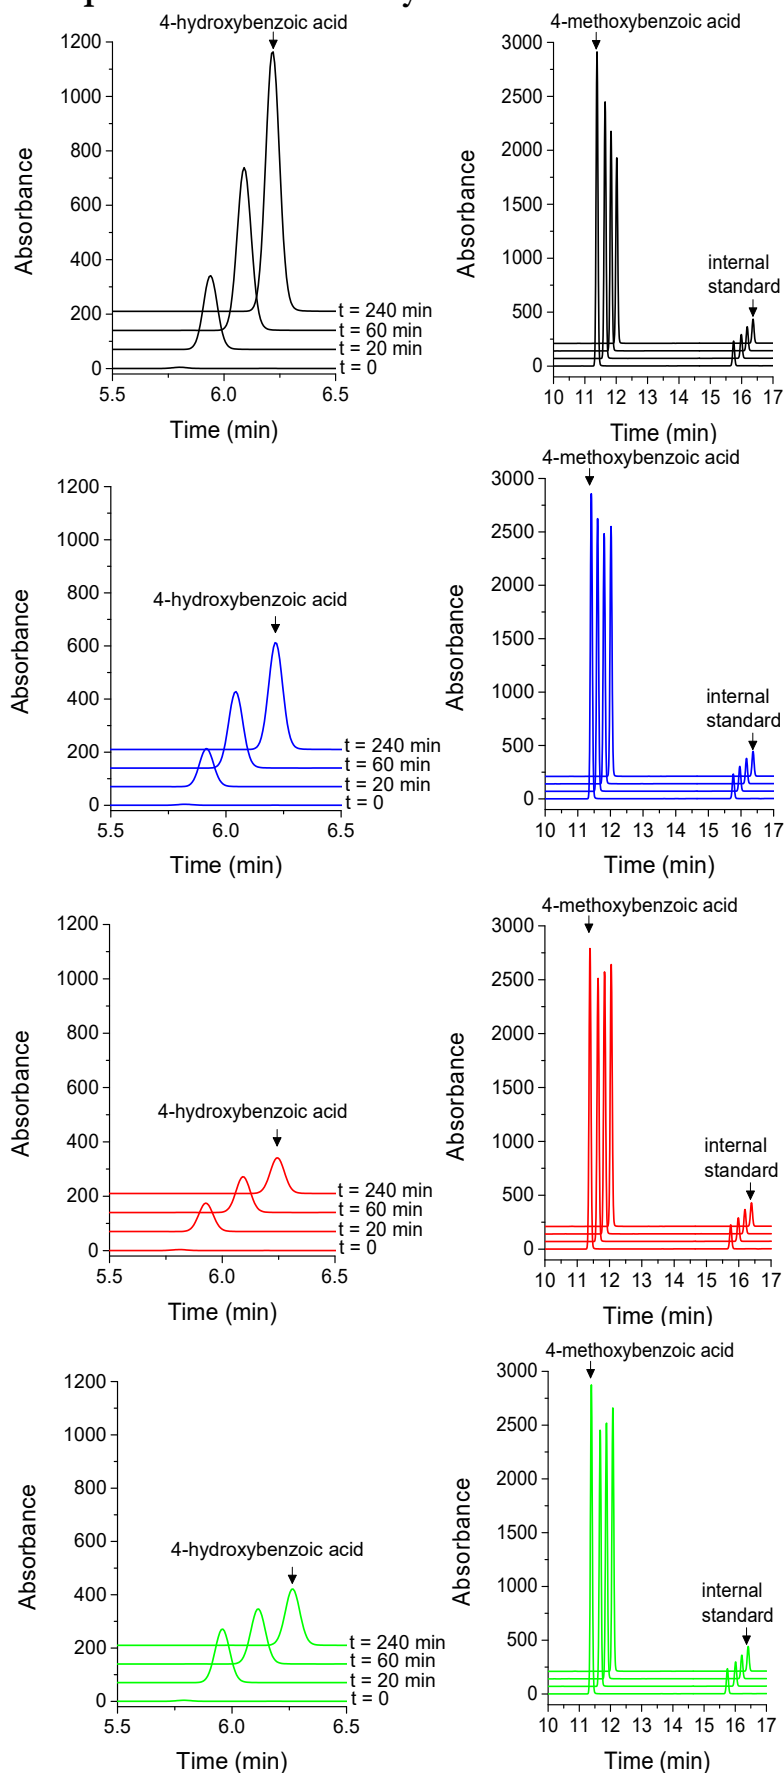 4-hydroxybenzoic acid
1200
1000
800
600
400
200
0
Absorbance
t = 240 min
t = 60 min
t = 20 min
t = 0
5.5 6.0 6.5
Time (min)
4-methoxybenzoic acid
3000
2500
2000
1500
1000
500
0
Absorbance
internal
standard
10 11 12 13 14 15 16 17
Time (min)
1200
1000
800
600
400
200
0
Absorbance
4-hydroxybenzoic acid
t = 240 min
t = 60 min
t = 20 min
t = 0
5.5 6.0 6.5
Time (min)
4-methoxybenzoic acid
3000
2500
2000
1500
1000
500
0
Absorbance
internal
standard
10 11 12 13 14 15 16 17
Time (min)
1200
1000
800
600
400
200
0
Absorbance
4-hydroxybenzoic acid
t = 240 min
t = 60 min
t = 20 min
t = 0
5.5 6.0 6.5
Time (min)
4-methoxybenzoic acid
3000
2500
2000
1500
1000
500
0
Absorbance
internal
standard
10 11 12 13 14 15 16 17
Time (min)
1200
1000
800
600
400
200
0
Absorbance
4-hydroxybenzoic acid
t = 240 min
t = 60 min
t = 20 min
t = 0
5.5 6.0 6.5
Time (min)
4-methoxybenzoic acid
3000
2500
2000
1500
1000
500
0
Absorbance
internal
standard
10 11 12 13 14 15 16 17
Time (min)